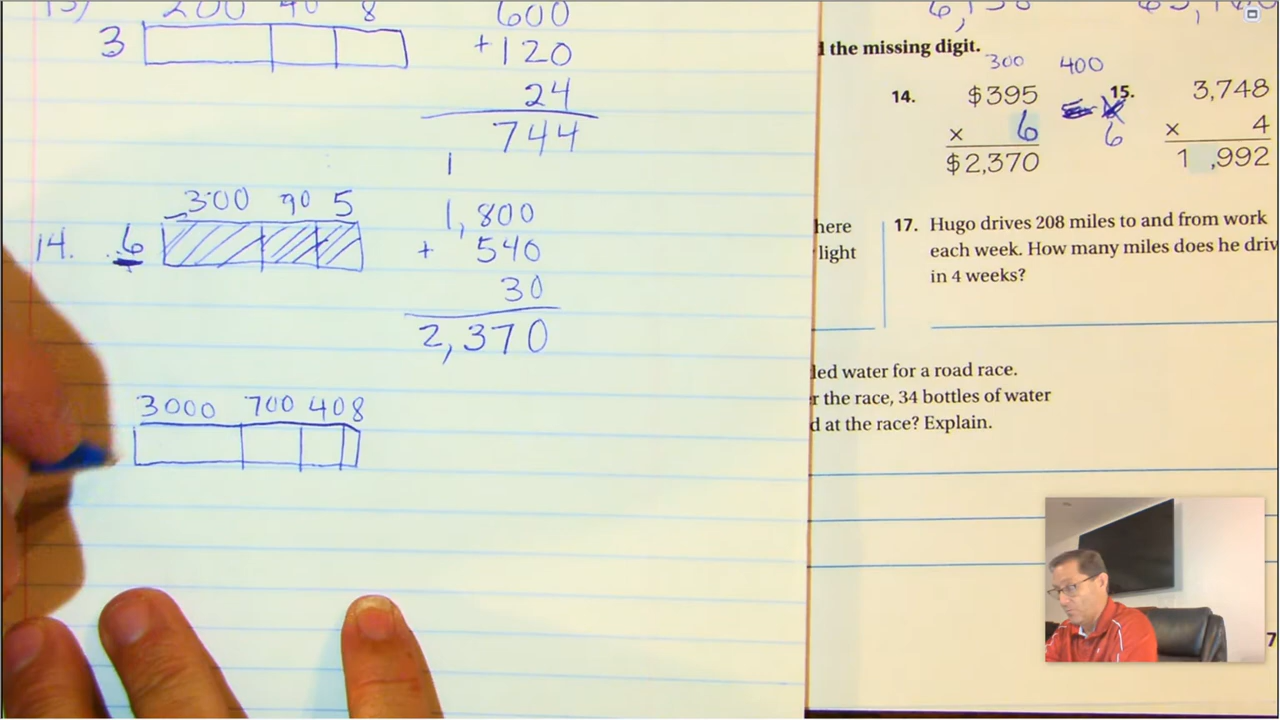 13) 200 40 8
3
600
+120
24
744
14. 6 300 90 5
1
1,800
+ 540
30
2,370
3000 700 40 8
d the missing digit.
300 400
14. $395
× 6
$2,370
6
15. 3,748
× 4
1 ,992
here
light
17. Hugo drives 208 miles to and from work
each week. How many miles does he driv
in 4 weeks?
led water for a road race.
r the race, 34 bottles of water
d at the race? Explain.
7